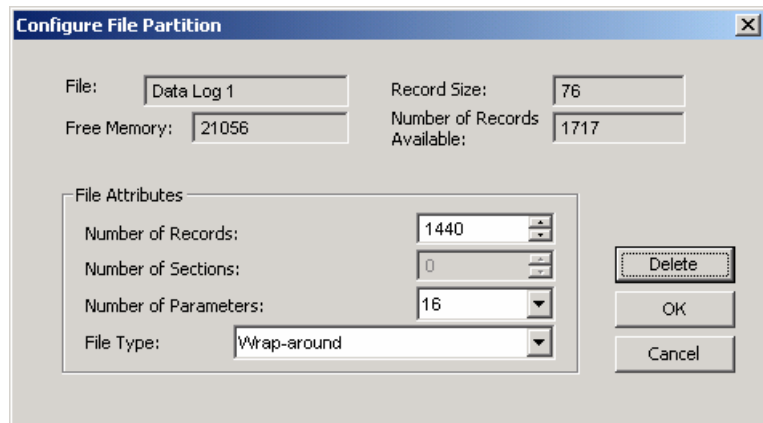 Configure File Partition
File: Data Log 1 Record Size: 76
Free Memory: 21056 Number of Records Available: 1717
File Attributes
Number of Records: 1440
Number of Sections: 0
Number of Parameters: 16
File Type: Wrap-around
Delete
OK
Cancel